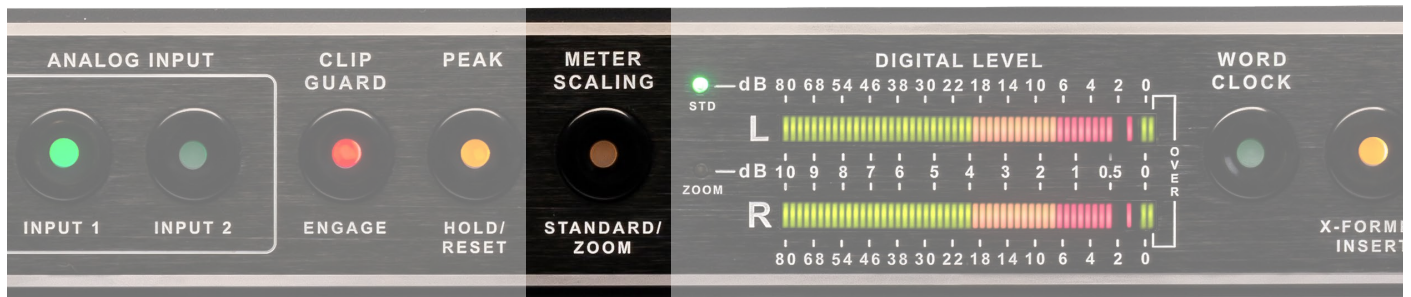 ANALOG INPUT
INPUT 1
INPUT 2
CLIP
GUARD
ENGAGE
PEAK
HOLD/
RESET
METER
SCALING
STANDARD/
ZOOM
DIGITAL LEVEL
STD
dB 80 68 54 46 38 30 22 18 14 10 6 4 2 0
L
ZOOM
dB 10 9 8 7 6 5 4 3 2 1 0.5 0
R
80 68 54 46 38 30 22 18 14 10 6 4 2 0
OVER
WORD
CLOCK
X-FORME
INSERT